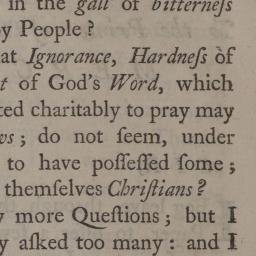 in the gall of bitterneſs
y People?
at Ignorance, Hardneſs of
t of God's Word, which
ted charitably to pray may
vs; do not ſeem, under
to have poſſeſſed ſome;
themſelves Chriſtians?
more Queſtions; but I
y aſked too many: and I